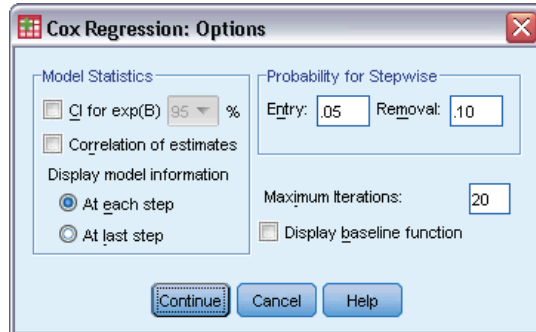 Cox Regression: Options
Model Statistics
CI for exp(B) 95 %
Correlation of estimates
Display model information
At each step
At last step
Probability for Stepwise
Entry: .05 Removal: .10
Maximum Iterations: 20
Display baseline function
Continue Cancel Help